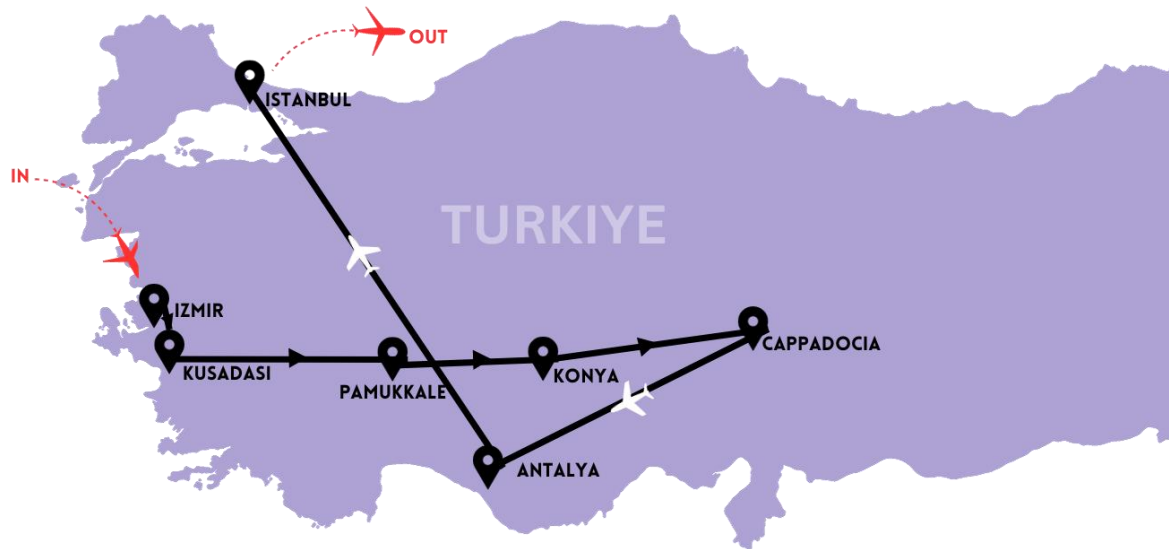 OUT
ISTANBUL
IN
TURKIYE
IZMIR
CAPPADOCIA
KUSADASI
KONYA
PAMUKKALE
ANTALYA